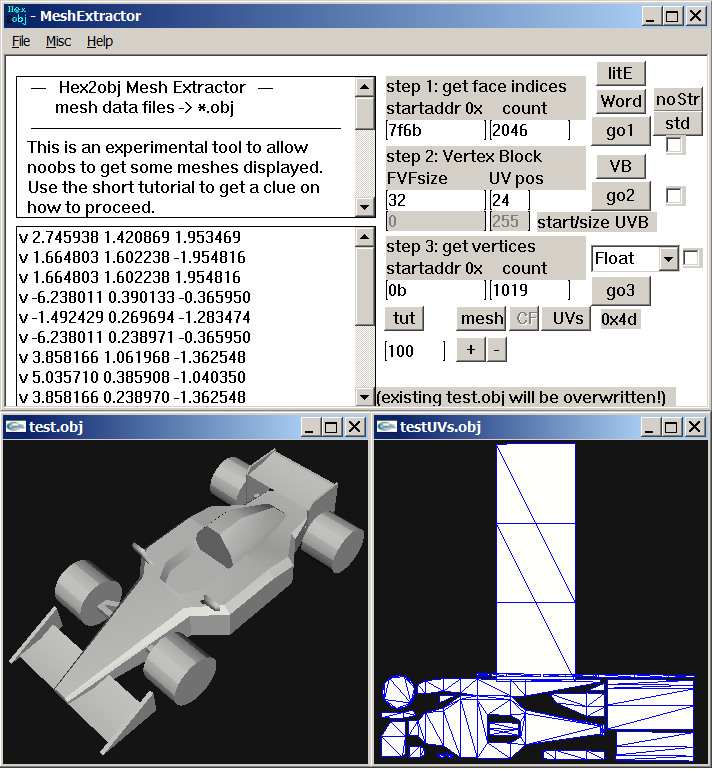 Hex
obj - MeshExtractor
File Misc Help
— Hex2obj Mesh Extractor —
mesh data files -> *.obj
This is an experimental tool to allow
noobs to get some meshes displayed.
Use the short tutorial to get a clue on
how to proceed.
v 2.745938 1.420869 1.953469
v 1.664803 1.602238 -1.954816
v 1.664803 1.602238 1.954816
v -6.238011 0.390133 -0.365950
v -1.492429 0.269694 -1.283474
v -6.238011 0.238971 -0.365950
v 3.858166 1.061968 -1.362548
v 5.035710 0.385908 -1.040350
v 3.858166 0.238970 -1.362548
step 1: get face indices
startaddr 0x count
7f6b 2046
litE
Word noStr
go1 std
step 2: Vertex Block
FVFsize UV pos
32 24
0 255 start/size UVB
VB
go2
step 3: get vertices
startaddr 0x count
0b 1019
Float
go3
tut mesh CF UVs 0x4d
100 + -
(existing test.obj will be overwritten!)
test.obj
testUVs.obj